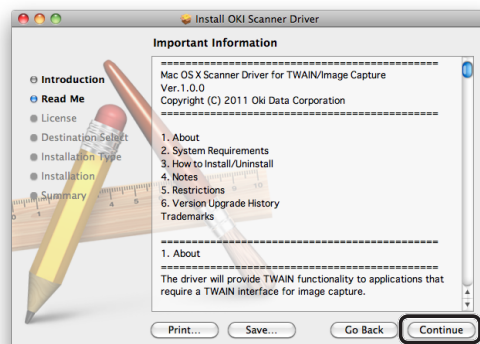 Install OKI Scanner Driver
Important Information
Introduction
Read Me
License
Destination Select
Installation Type
Installation
Summary
=============================================
Mac OS X Scanner Driver for TWAIN/Image Capture
Ver.1.0.0
Copyright (C) 2011 Oki Data Corporation
=============================================
1. About
2. System Requirements
3. How to Install/Uninstall
4. Notes
5. Restrictions
6. Version Upgrade History
Trademarks
=============================================
1. About
=============================================
The driver will provide TWAIN functionality to applications that
require a TWAIN interface for image capture.
Print...
Save...
Go Back
Continue